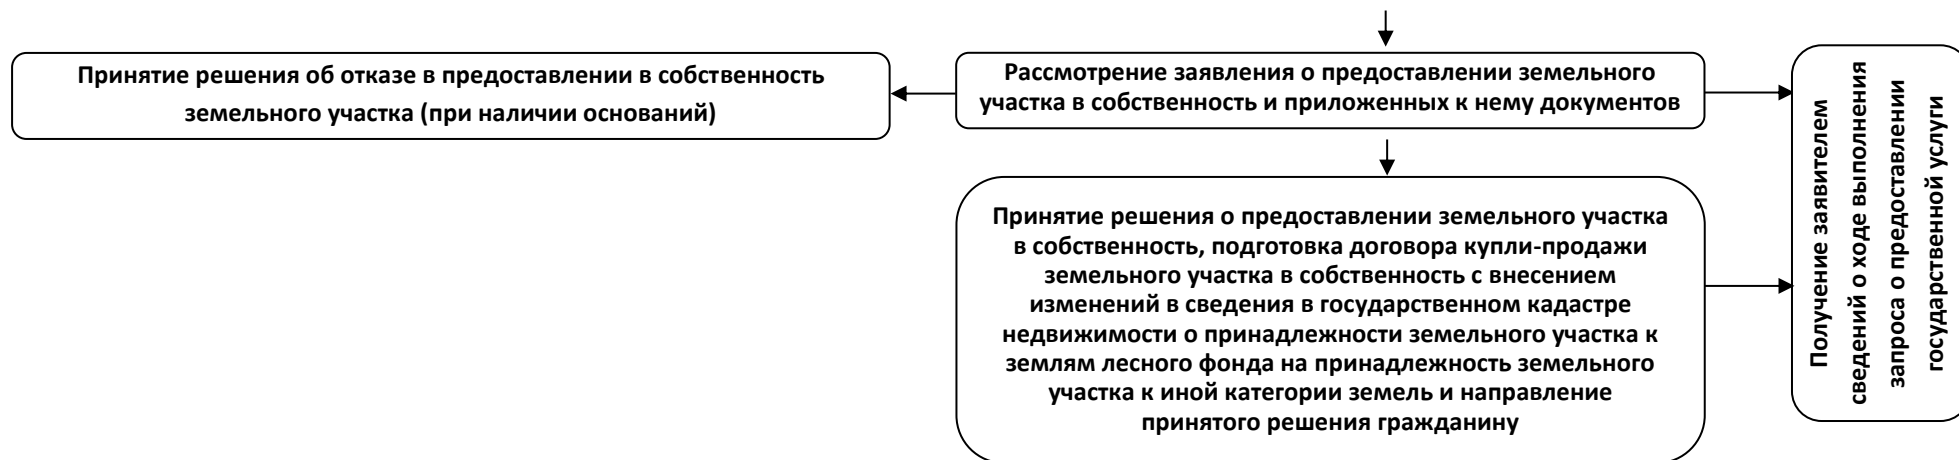 Принятие решения об отказе в предоставлении в собственность
земельного участка (при наличии оснований)
Рассмотрение заявления о предоставлении земельного
участка в собственность и приложенных к нему документов
Принятие решения о предоставлении земельного участка
в собственность, подготовка договора купли-продажи
земельного участка в собственность с внесением
изменений в сведения в государственном кадастре
недвижимости о принадлежности земельного участка к
землям лесного фонда на принадлежность земельного
участка к иной категории земель и направление
принятого решения гражданину
Получение заявителем
сведений о ходе выполнения
запроса о предоставлении
государственной услуги